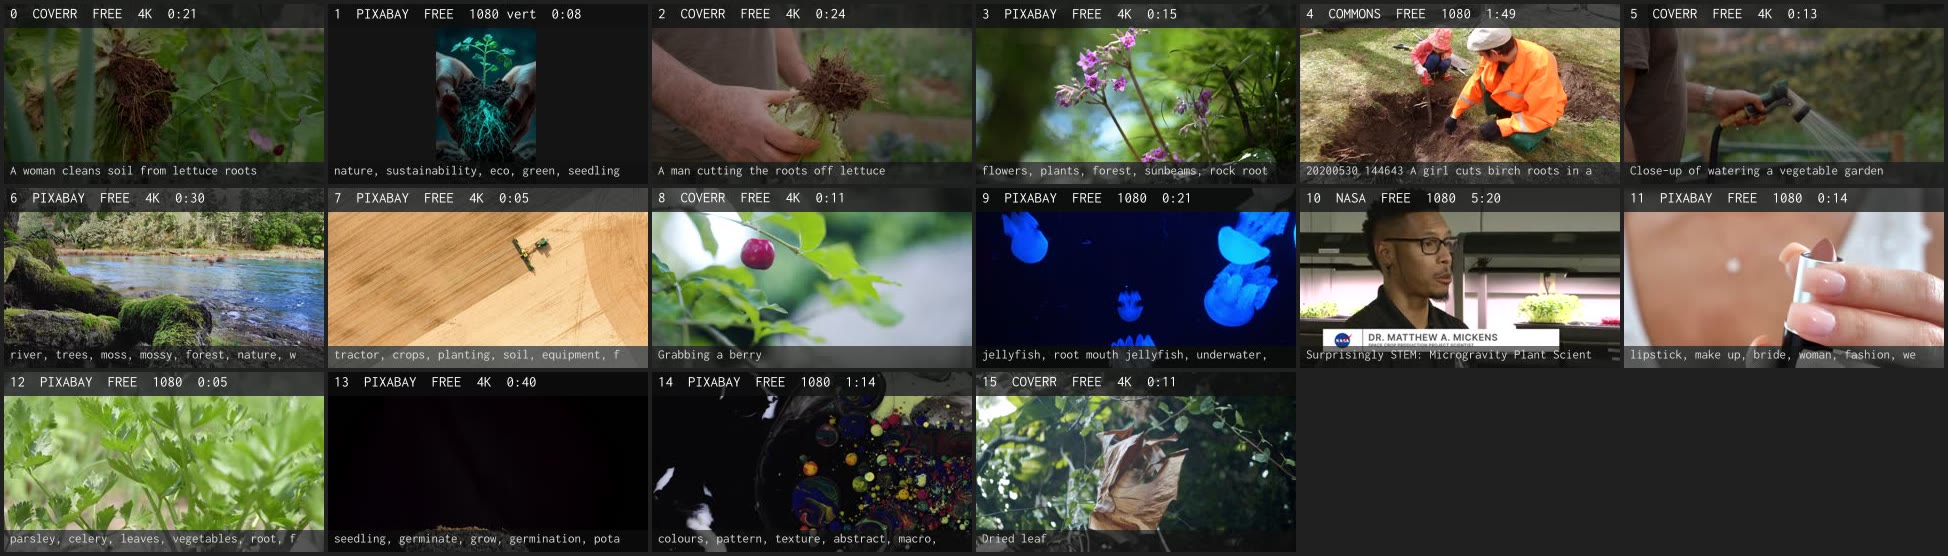 0 COVERR FREE 4K 0:21
A woman cleans soil from lettuce roots
1 PIXABAY FREE 1080 vert 0:08
nature, sustainability, eco, green, seedling
2 COVERR FREE 4K 0:24
A man cutting the roots off lettuce
3 PIXABAY FREE 4K 0:15
flowers, plants, forest, sunbeams, rock root
4 COMMONS FREE 1080 1:49
20200530 144643 A girl cuts birch roots in a
5 COVERR FREE 4K 0:13
Close-up of watering a vegetable garden
6 PIXABAY FREE 4K 0:30
river, trees, moss, mossy, forest, nature, w
7 PIXABAY FREE 4K 0:05
tractor, crops, planting, soil, equipment, f
8 COVERR FREE 4K 0:11
Grabbing a berry
9 PIXABAY FREE 1080 0:21
jellyfish, root mouth jellyfish, underwater,
10 NASA FREE 1080 5:20
NASA
DR. MATTHEW A. MICKENS
SPACE CROP PRODUCTION PROJECT SCIENTIST
Surprisingly STEM: Microgravity Plant Scient
11 PIXABAY FREE 1080 0:14
lipstick, make up, bride, woman, fashion, we
12 PIXABAY FREE 1080 0:05
parsley, celery, leaves, vegetables, root, f
13 PIXABAY FREE 4K 0:40
seedling, germinate, grow, germination, pota
14 PIXABAY FREE 1080 1:14
colours, pattern, texture, abstract, macro,
15 COVERR FREE 4K 0:11
Dried leaf